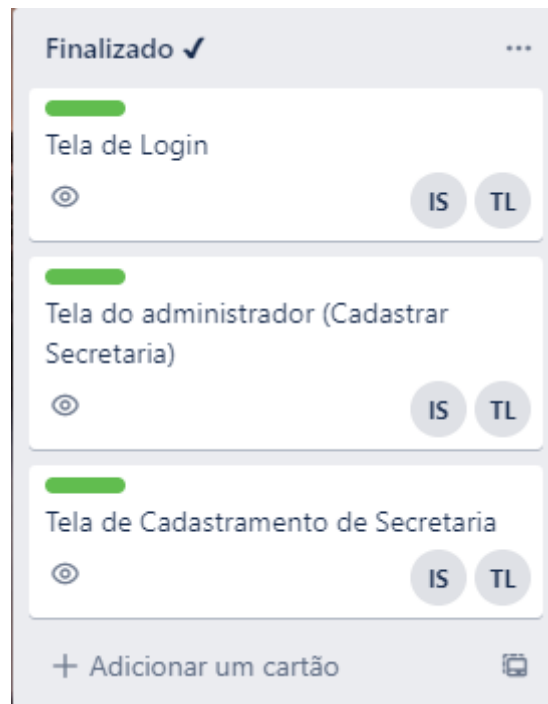 Finalizado ✔
Tela de Login
IS TL
Tela do administrador (Cadastrar
Secretaria)
IS TL
Tela de Cadastramento de Secretaria
IS TL
+ Adicionar um cartão